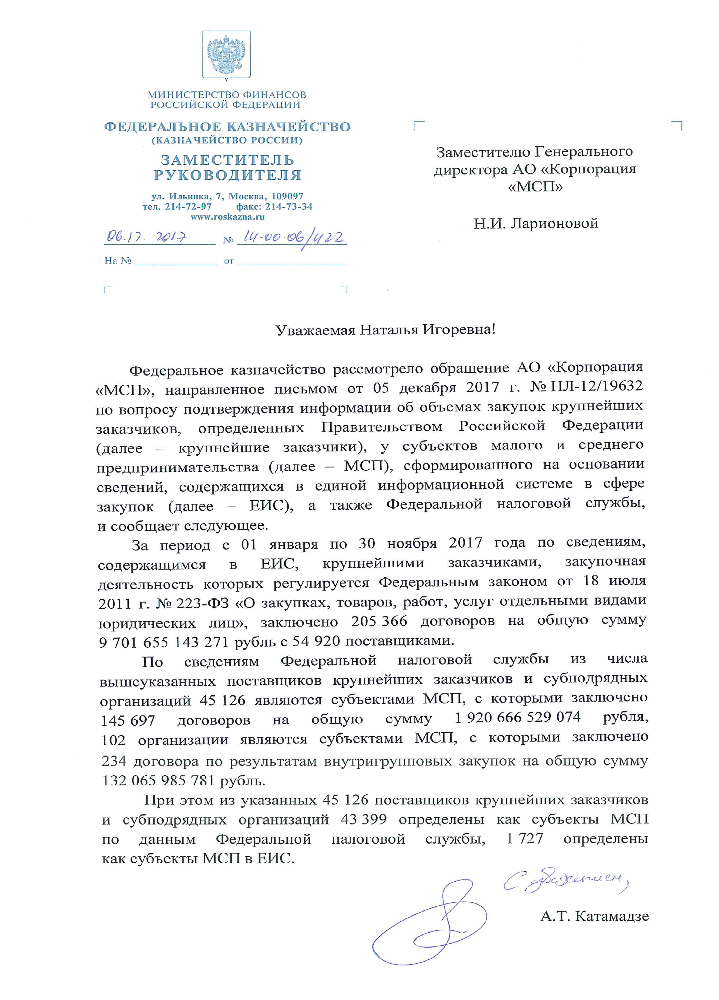 МИНИСТЕРСТВО ФИНАНСОВ
РОССИЙСКОЙ ФЕДЕРАЦИИ
ФЕДЕРАЛЬНОЕ КАЗНАЧЕЙСТВО
(КАЗНАЧЕЙСТВО РОССИИ)
ЗАМЕСТИТЕЛЬ
РУКОВОДИТЕЛЯ
ул. Ильинка, 7, Москва, 109097
тел. 214-72-97 факс: 214-73-34
www.roskazna.ru
06.12. 2017 № 14-00-06/422
На № от
Заместителю Генерального
директора АО «Корпорация
«МСП»
Н.И. Ларионовой
Уважаемая Наталья Игоревна!
Федеральное казначейство рассмотрело обращение АО «Корпорация
«МСП», направленное письмом от 05 декабря 2017 г. № НЛ-12/19632
по вопросу подтверждения информации об объемах закупок крупнейших
заказчиков, определенных Правительством Российской Федерации
(далее – крупнейшие заказчики), у субъектов малого и среднего
предпринимательства (далее – МСП), сформированного на основании
сведений, содержащихся в единой информационной системе в сфере
закупок (далее – ЕИС), а также Федеральной налоговой службы,
и сообщает следующее.
За период с 01 января по 30 ноября 2017 года по сведениям,
содержащимся в ЕИС, крупнейшими заказчиками, закупочная
деятельность которых регулируется Федеральным законом от 18 июля
2011 г. № 223-ФЗ «О закупках, товаров, работ, услуг отдельными видами
юридических лиц», заключено 205 366 договоров на общую сумму
9 701 655 143 271 рубль с 54 920 поставщиками.
По сведениям Федеральной налоговой службы из числа
вышеуказанных поставщиков крупнейших заказчиков и субподрядных
организаций 45 126 являются субъектами МСП, с которыми заключено
145 697 договоров на общую сумму 1 920 666 529 074 рубля,
102 организации являются субъектами МСП, с которыми заключено
234 договора по результатам внутригрупповых закупок на общую сумму
132 065 985 781 рубль.
При этом из указанных 45 126 поставщиков крупнейших заказчиков
и субподрядных организаций 43 399 определены как субъекты МСП
по данным Федеральной налоговой службы, 1 727 определены
как субъекты МСП в ЕИС.
С уважением,
А.Т. Катамадзе